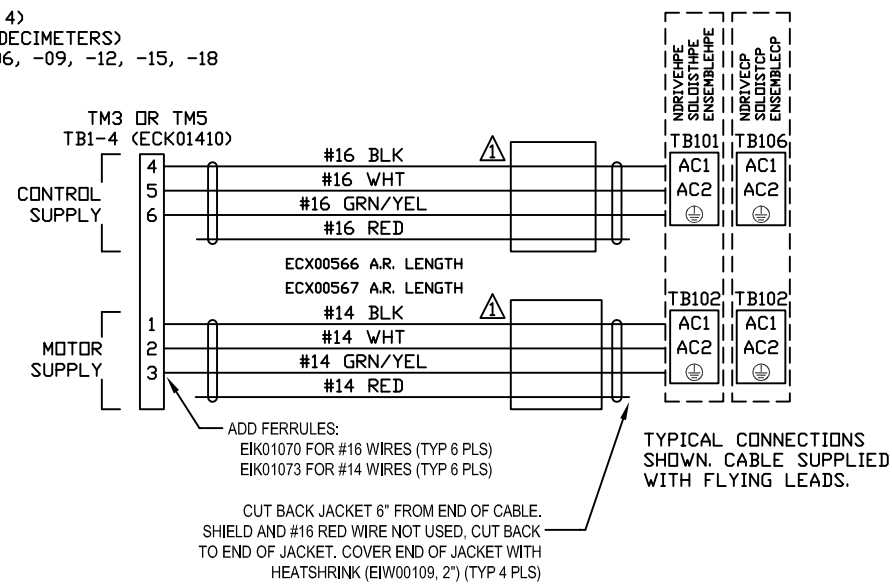 4)
DECIMETERS)
06, -09, -12, -15, -18
TM3 OR TM5
TB1-4 (ECK01410)
CONTROL
SUPPLY
4
5
6
#16 BLK
#16 WHT
#16 GRN/YEL
#16 RED
1
ECX00566 A.R. LENGTH
ECX00567 A.R. LENGTH
MOTOR
SUPPLY
1
2
3
#14 BLK
#14 WHT
#14 GRN/YEL
#14 RED
1
NDRIVEHPE
SOLOISTHPE
ENSEMBLEHPE
NDRIVECP
SOLOISTCP
ENSEMBLECP
TB101
AC1
AC2
TB106
AC1
AC2
TB102
AC1
AC2
TB102
AC1
AC2
ADD FERRULES:
EIK01070 FOR #16 WIRES (TYP 6 PLS)
EIK01073 FOR #14 WIRES (TYP 6 PLS)
TYPICAL CONNECTIONS
SHOWN. CABLE SUPPLIED
WITH FLYING LEADS.
CUT BACK JACKET 6" FROM END OF CABLE.
SHIELD AND #16 RED WIRE NOT USED, CUT BACK
TO END OF JACKET. COVER END OF JACKET WITH
HEATSHRINK (EIW00109, 2") (TYP 4 PLS)